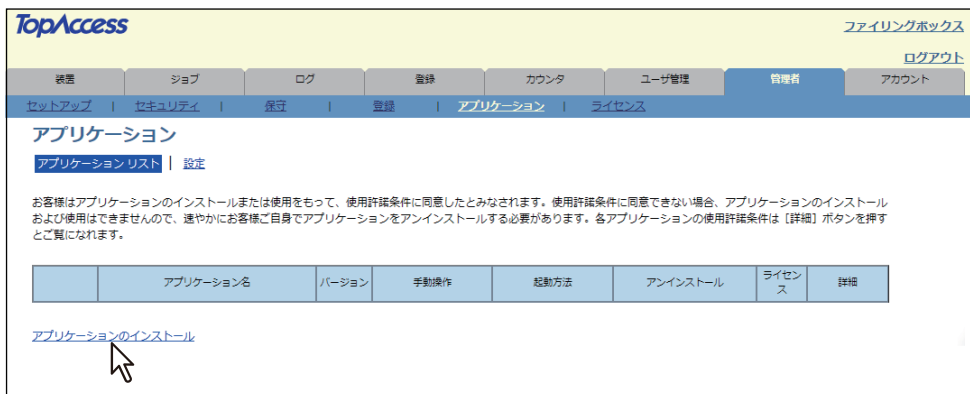 TopAccess
ファイリングボックス
ログアウト
装置 ジョブ ログ 登録 カウンタ ユーザ管理 管理者 アカウント
セットアップ | セキュリティ | 保守 | 登録 | アプリケーション | ライセンス
アプリケーション
アプリケーション リスト | 設定
お客様はアプリケーションのインストールまたは使用をもって、使用許諾条件に同意したとみなされます。使用許諾条件に同意できない場合、アプリケーションのインストール
および使用はできませんので、速やかにお客様ご自身でアプリケーションをアンインストールする必要があります。各アプリケーションの使用許諾条件は [詳細] ボタンを押す
とご覧になれます。
アプリケーション名 バージョン 手動操作 起動方法 アンインストール ライセン
ス 詳細
アプリケーションのインストール